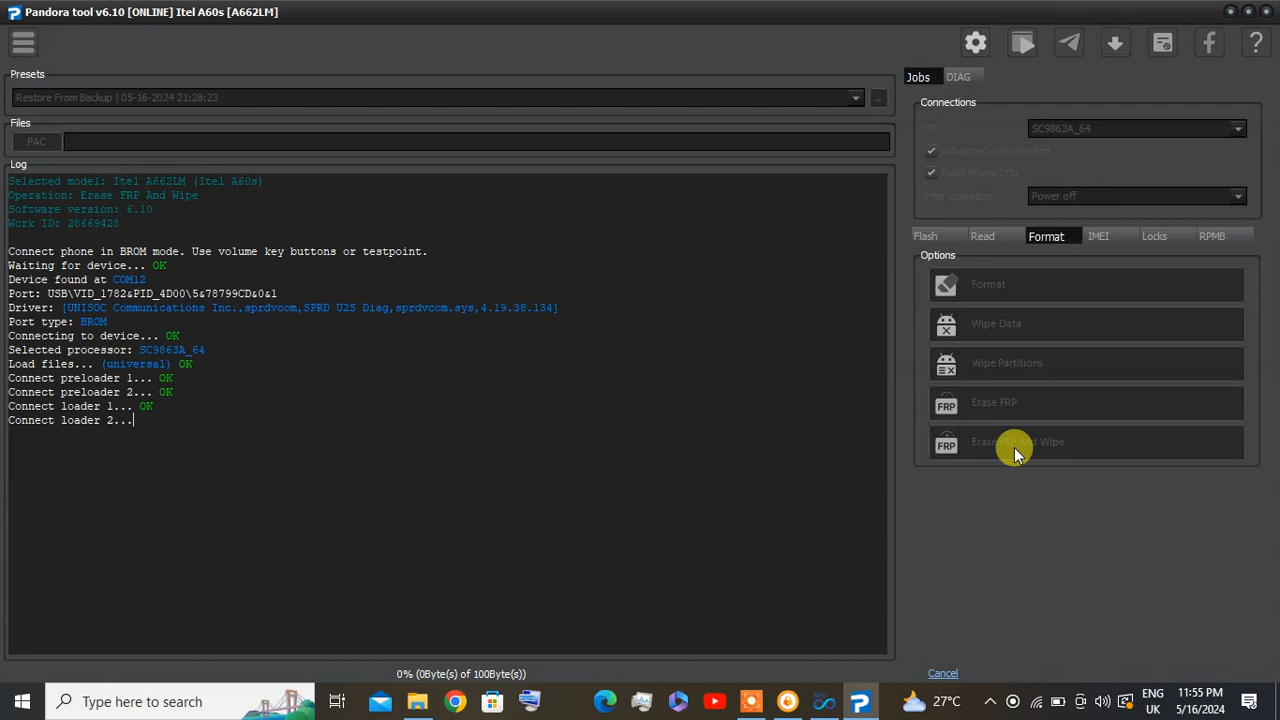 Pandora tool v6.10 [ONLINE] Itel A60s [A662LM]
Presets
Restore From Backup | 05-16-2024 21:28:23
...
Files
PAC
Log
Selected model: Itel A662LM (Itel A60s)
Operation: Erase FRP And Wipe
Software version: 6.10
Work ID: 28669428
Connect phone in BROM mode. Use volume key buttons or testpoint.
Waiting for device... OK
Device found at COM12
Port: USB\VID_1782&PID_4D00\5&78799CD&0&1
Driver: [UNISOC Communications Inc.,sprdvcom,SPRD U2S Diag,sprdvcom.sys,4.19.38.134]
Port type: BROM
Connecting to device... OK
Selected processor: SC9863A_64
Load files... (universal) OK
Connect preloader 1... OK
Connect preloader 2... OK
Connect loader 1... OK
Connect loader 2...
0% (0Byte(s) of 100Byte(s))
Jobs DIAG
Connections
CPU SC9863A_64
Advanced Authorization
Read Phone Info
After operation Power off
Flash Read Format IMEI Locks RPMB
Options
Format
Wipe Data
Wipe Partitions
FRP Erase FRP
FRP Erase FRP And Wipe
Cancel
Type here to search
27°C
ENG
UK
11:55 PM
5/16/2024